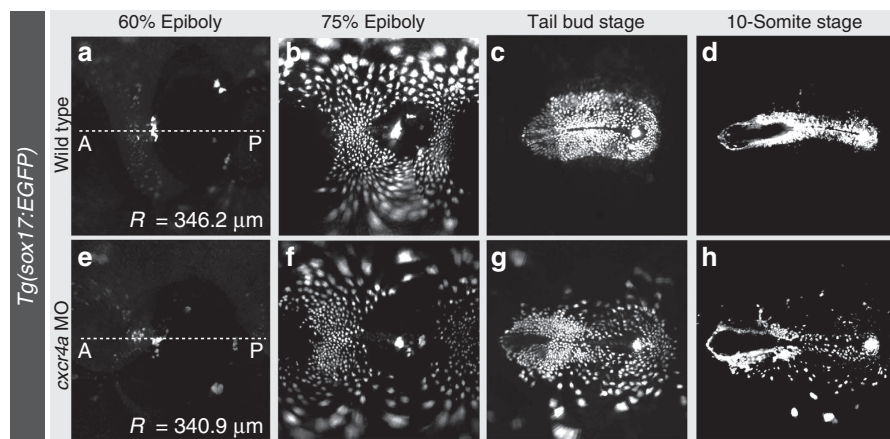 60% Epiboly
75% Epiboly
Tail bud stage
10-Somite stage
Tg(sox17:EGFP)
Wild type
a
A
P
R = 346.2 µm
b
c
d
cxcr4a MO
e
A
P
R = 340.9 µm
f
g
h